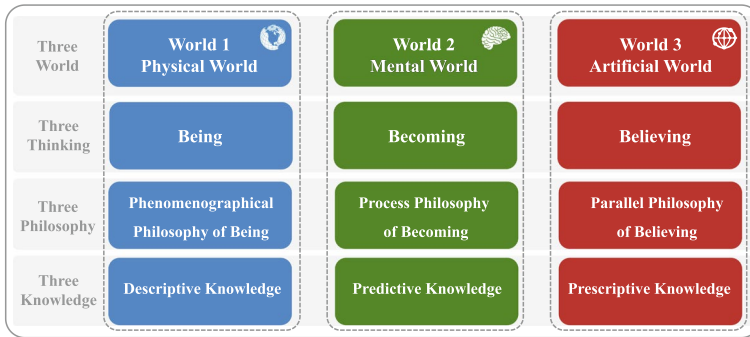 Three
World
World 1
Physical World
World 2
Mental World
World 3
Artificial World
Three
Thinking
Being
Becoming
Believing
Three
Philosophy
Phenomenographical
Philosophy of Being
Process Philosophy
of Becoming
Parallel Philosophy
of Believing
Three
Knowledge
Descriptive Knowledge
Predictive Knowledge
Prescriptive Knowledge